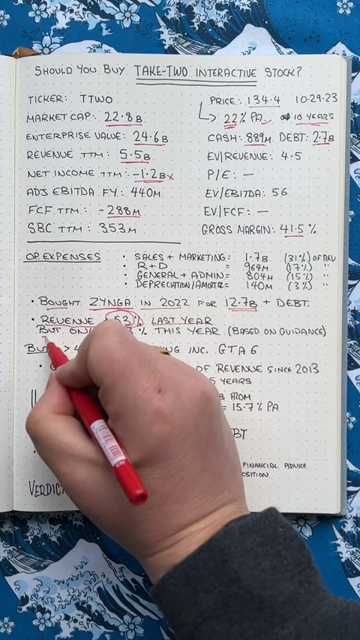 SHOULD YOU BUY TAKE-TWO INTERACTIVE STOCK?
TICKER: TTWO
PRICE: 134.4 10-29-23
MARKET CAP: 22.8B
22% PA 10 YEARS
ENTERPRISE VALUE: 24.6B
CASH: 889M DEBT: 2.7B
REVENUE TTM: 5.5B
EV/REVENUE: 4.5
NET INCOME TTM: -1.2B x
P/E: —
ADJ EBITDA FY: 440M
EV/EBITDA: 56
FCF TTM: -288M
EV/FCF: —
SBC TTM: 353M
GROSS MARGIN: 41.5%
OP. EXPENSES
• SALES + MARKETING: 1.7B (31%) OF REV
• R+D = 964M (17%) "
• GENERAL + ADMIN= 804M (15%) "
• DEPRECIATION/AMORT= 140M (3%) "
• BOUGHT ZYNGA IN 2022 FOR 12.7B + DEBT.
• REVENUE 53% LAST YEAR
BUT % THIS YEAR (BASED ON GUIDANCE)
INC. GTA 6
OF REVENUE SINCE 2013
5 YEARS
FROM
= 15.7% PA
FINANCIAL ADVICE